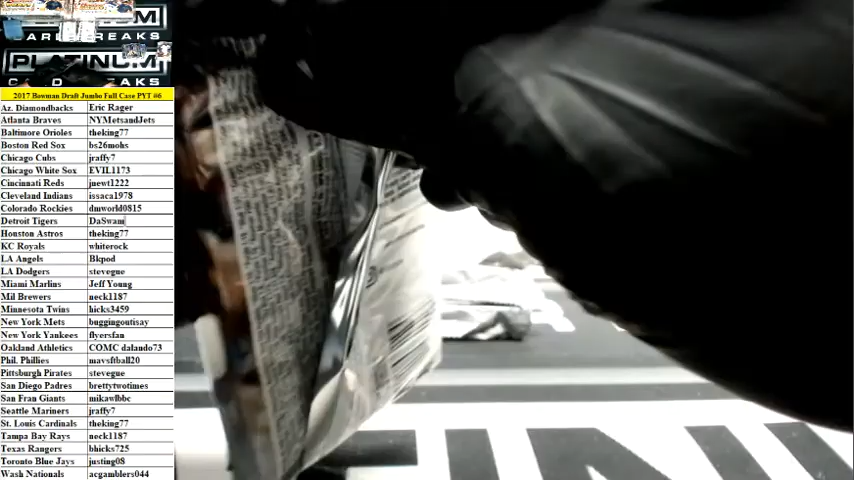 PLATINUM
2017 Bowman Draft Jumbo Full Case PYT #6
Az. Diamondbacks Eric Rager
Atlanta Braves NYMetsandJets
Baltimore Orioles theking77
Boston Red Sox bs26mohs
Chicago Cubs jraffy7
Chicago White Sox EVIL1173
Cincinnati Reds jnewt1222
Cleveland Indians issaca1978
Colorado Rockies dmworld0815
Detroit Tigers DaSwam
Houston Astros theking77
KC Royals whiterock
LA Angels Bkpod
LA Dodgers stevegue
Miami Marlins Jeff Young
Mil Brewers neck1187
Minnesota Twins hicks3459
New York Mets buggingoutisay
New York Yankees flyersfan
Oakland Athletics COMC dalando73
Phil. Phillies mavsftball20
Pittsburgh Pirates stevegue
San Diego Padres brettytwotimes
San Fran Giants mikawlbbc
Seattle Mariners jraffy7
St. Louis Cardinals theking77
Tampa Bay Rays neck1187
Texas Rangers bhicks725
Toronto Blue Jays justing08
Wash Nationals acgamblers044